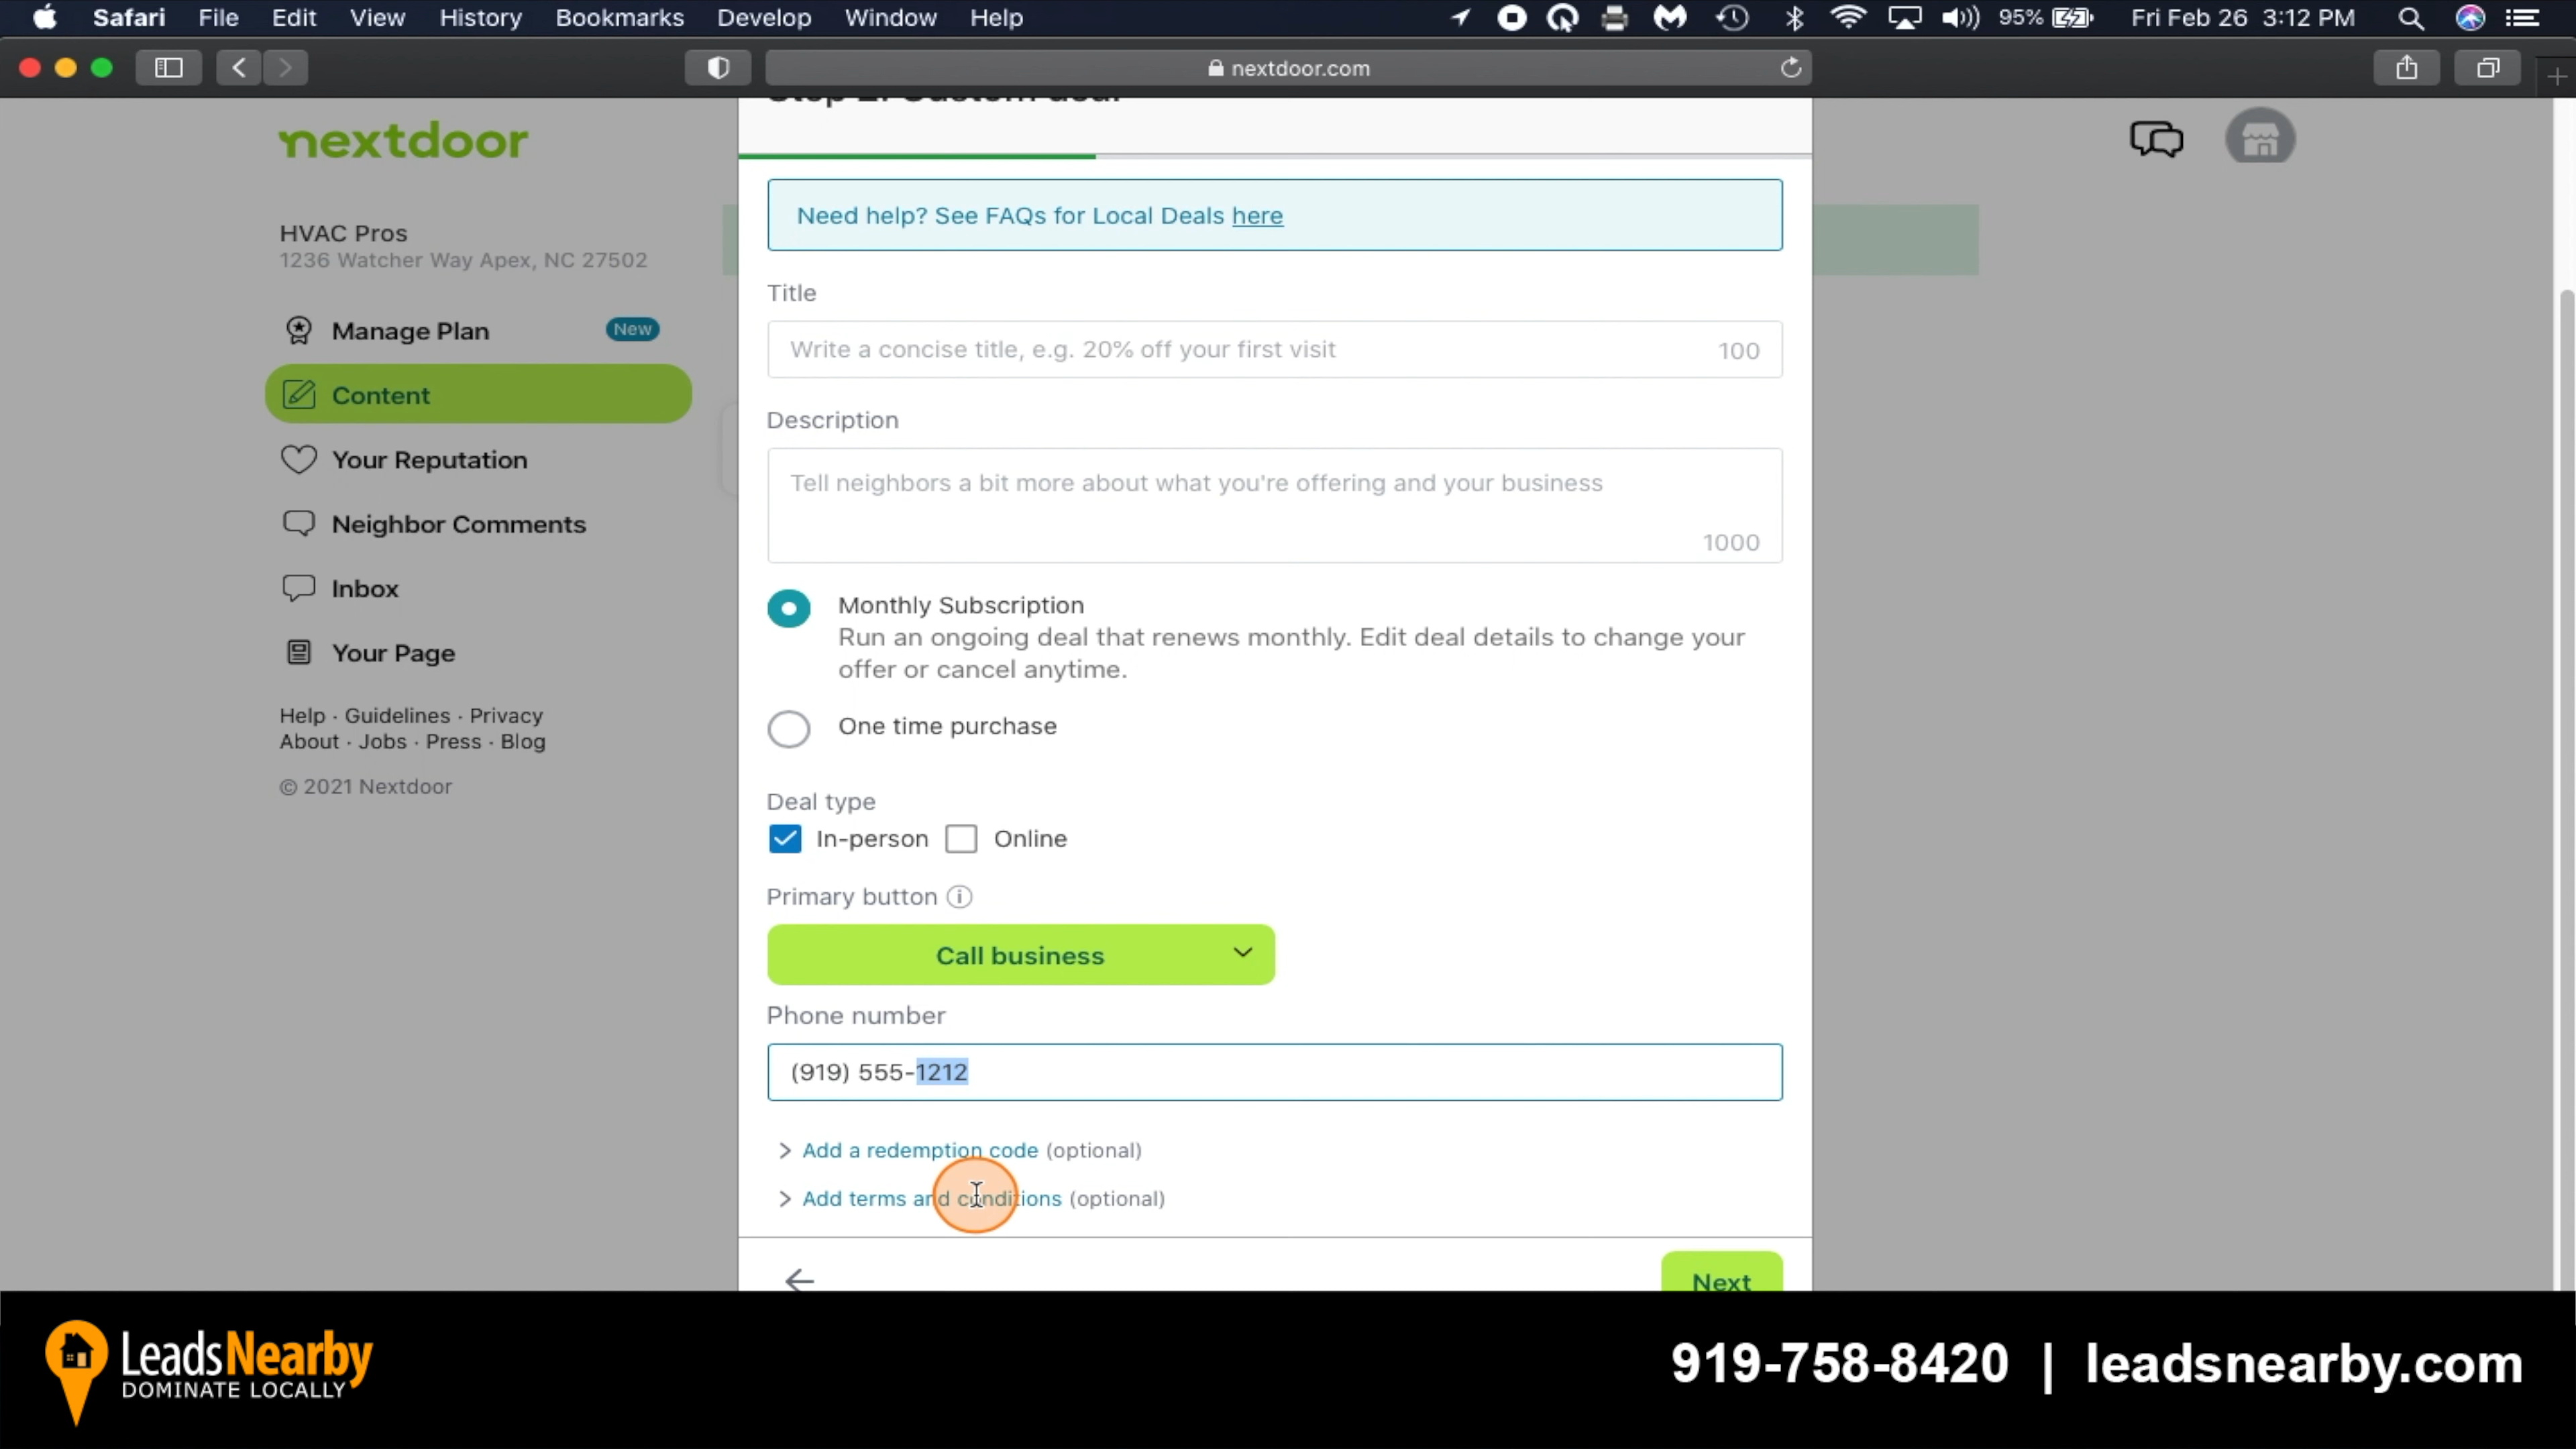 Safari File Edit View History Bookmarks Develop Window Help 95% Fri Feb 26 3:12 PM
nextdoor.com
Step 2: Custom deal
nextdoor
HVAC Pros
1236 Watcher Way Apex, NC 27502
Manage Plan New
Content
Your Reputation
Neighbor Comments
Inbox
Your Page
Help · Guidelines · Privacy
About · Jobs · Press · Blog
© 2021 Nextdoor
Need help? See FAQs for Local Deals here
Title
Write a concise title, e.g. 20% off your first visit 100
Description
Tell neighbors a bit more about what you're offering and your business
1000
Monthly Subscription
Run an ongoing deal that renews monthly. Edit deal details to change your
offer or cancel anytime.
One time purchase
Deal type
In-person Online
Primary button
Call business
Phone number
(919) 555-1212
Add a redemption code (optional)
Add terms and conditions (optional)
Next
LeadsNearby
DOMINATE LOCALLY
919-758-8420 | leadsnearby.com